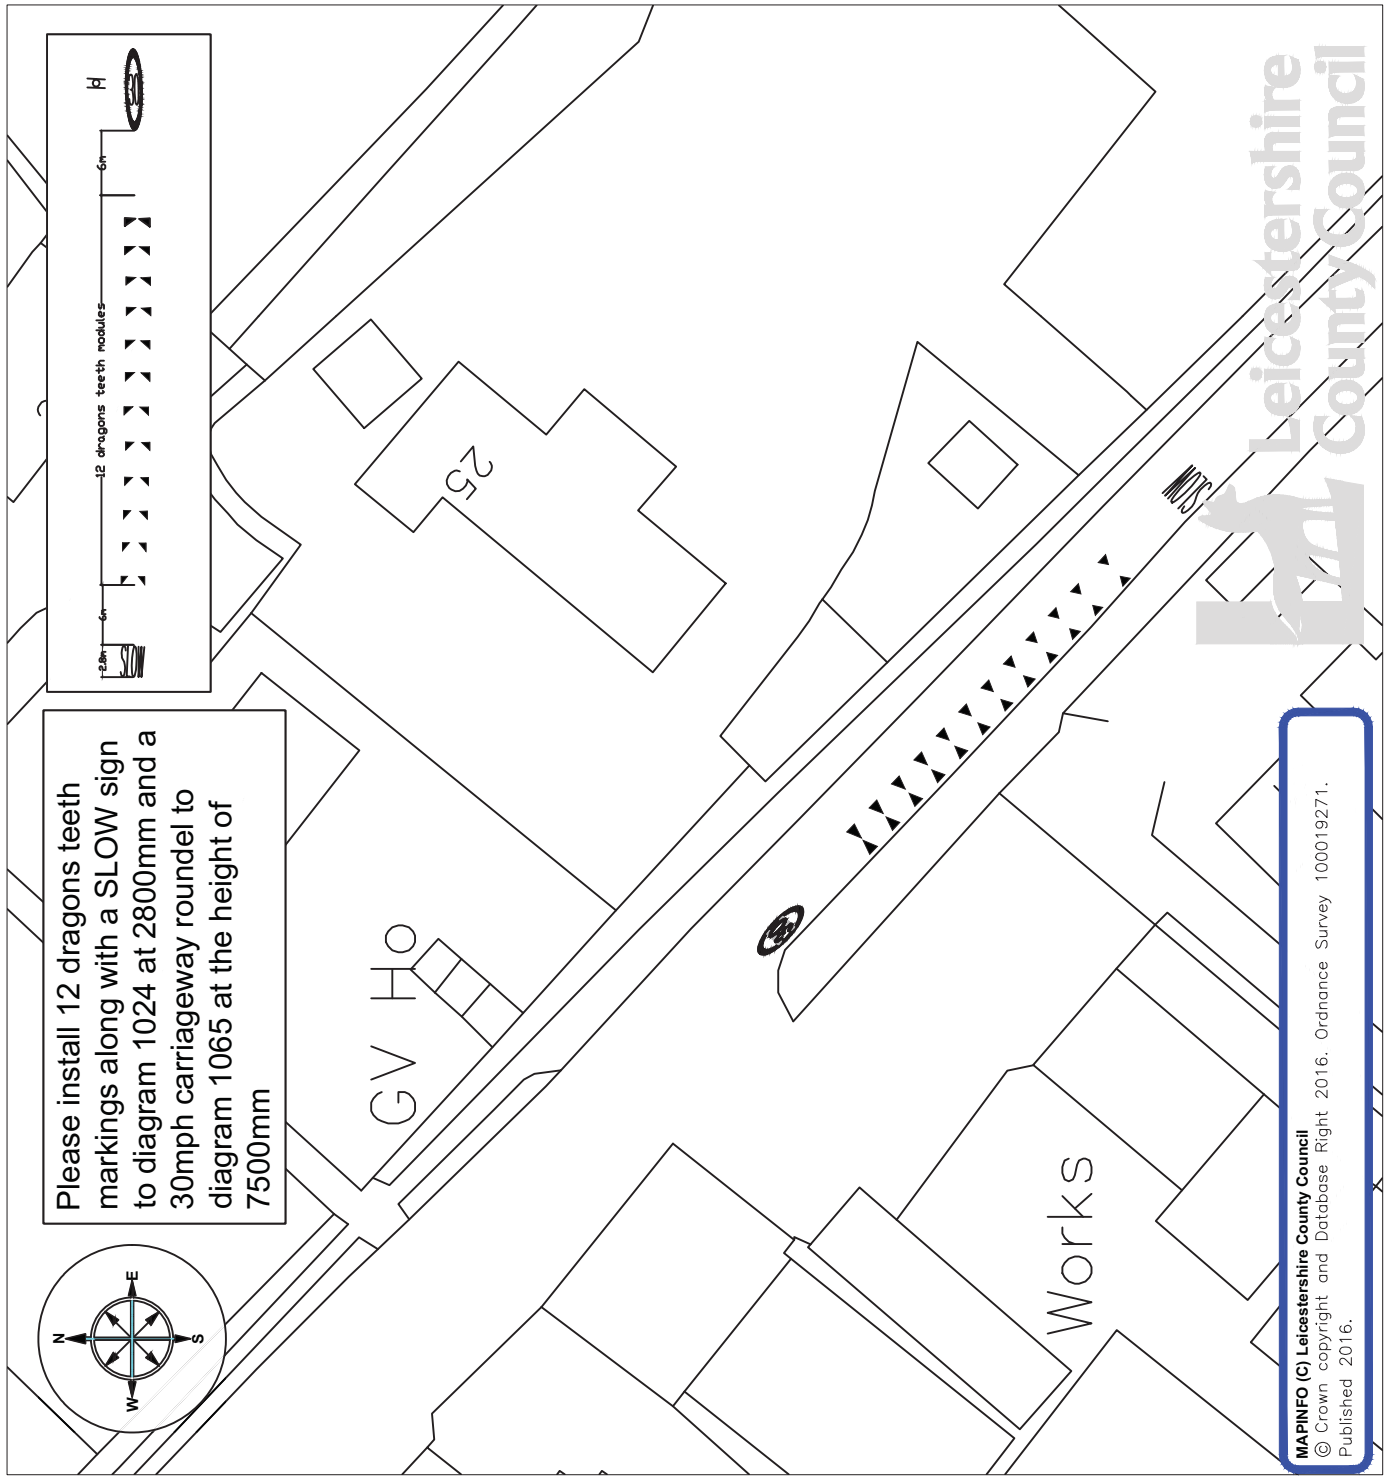 Please install 12 dragons teeth
markings along with a SLOW sign
to diagram 1024 at 2800mm and a
30mph carriageway roundel to
diagram 1065 at the height of
7500mm
2.8m
6m
12 dragons teeth modules
6m
SLOW
30
N
E
S
W
25
GV Ho
Works
30
SLOW
Leicestershire
County Council
MAPINFO (C) Leicestershire County Council
© Crown copyright and Database Right 2016. Ordnance Survey 100019271.
Published 2016.